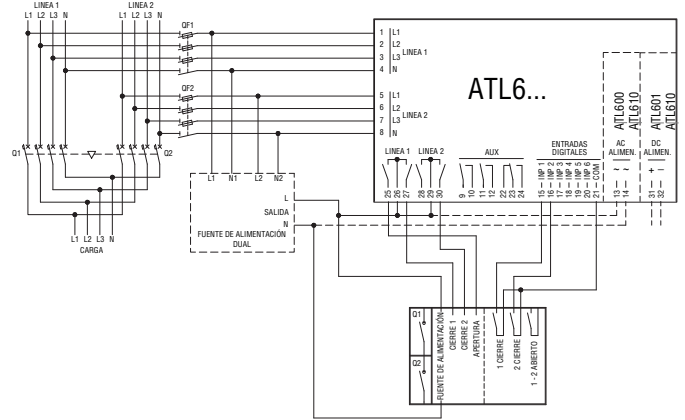 LINEA 1
L1 L2 L3 N
LINEA 2
L1 L2 L3 N
QF1
1 L1
2 L2
3 L3
4 N
LINEA 1
QF2
5 L1
6 L2
7 L3
8 N
LINEA 2
ATL6...
ATL600
ATL610
ATL601
ATL610
AC
ALIMEN.
DC
ALIMEN.
~ ~
+ −
LINEA 1
LINEA 2
AUX
ENTRADAS
DIGITALES
25
26
27
28
29
30
9
10
11
12
22
23
24
15 - INP 1
16 - INP 2
17 - INP 3
18 - INP 4
19 - INP 5
20 - INP 6
21 - COM
13
14
31
32
Q1
Q2
L1 L2 L3 N
CARGA
L1 N1 L2 N2
L
SALIDA
N
FUENTE DE ALIMENTACIÓN
DUAL
Q1
Q2
FUENTE DE ALIMENTACIÓN
CIERRE 1
CIERRE 2
APERTURA
1 CIERRE
2 CIERRE
1 - 2 ABIERTO